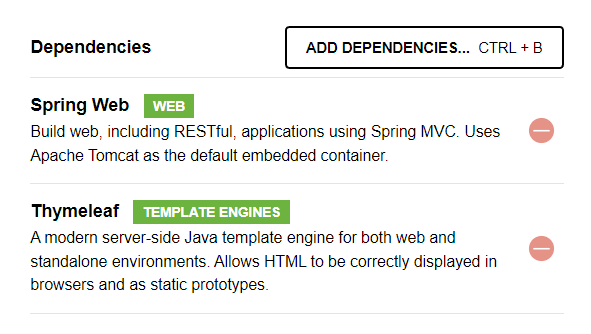 Dependencies
ADD DEPENDENCIES... CTRL + B
Spring Web WEB
Build web, including RESTful, applications using Spring MVC. Uses
Apache Tomcat as the default embedded container.
Thymeleaf TEMPLATE ENGINES
A modern server-side Java template engine for both web and
standalone environments. Allows HTML to be correctly displayed in
browsers and as static prototypes.